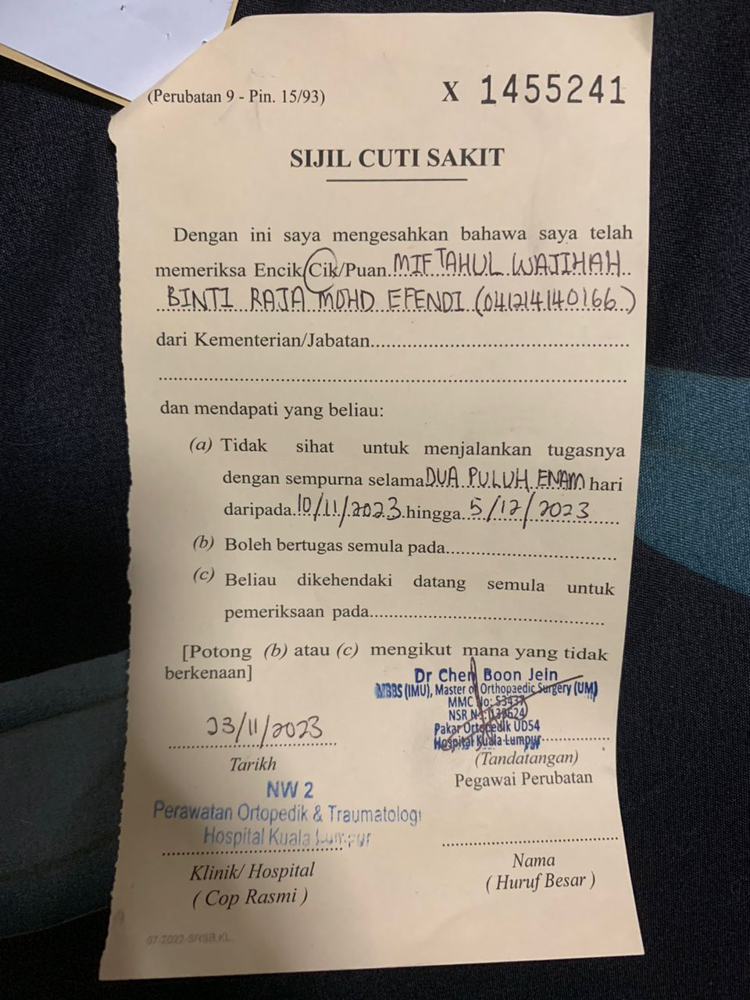 (Perubatan 9 - Pin. 15/93)
X 1455241
SIJIL CUTI SAKIT
Dengan ini saya mengesahkan bahawa saya telah
memeriksa Encik/Cik/Puan MIFTAHUL WAJIHAH
BINTI RAJA MOHD EFENDI (041214140166)
dari Kementerian/Jabatan
dan mendapati yang beliau:
(a) Tidak sihat untuk menjalankan tugasnya
dengan sempurna selama DUA PULUH ENAM hari
daripada 10/11/2023 hingga 5/12/2023
(b) Boleh bertugas semula pada
(c) Beliau dikehendaki datang semula untuk
pemeriksaan pada
[Potong (b) atau (c) mengikut mana yang tidak
berkenaan]
Dr Chen Boon Jein
MBBS (IMU), Master of Orthopaedic Surgery (UM)
MMC No: 53437
NSR
Pakar Ortopedik UD54
Hospital Kuala Lumpur
23/11/2023
Tarikh
(Tandatangan)
Pegawai Perubatan
NW 2
Perawatan Ortopedik & Traumatologi
Hospital Kuala Lumpur
Klinik/ Hospital
( Cop Rasmi )
Nama
( Huruf Besar )
07-2022-SRSB.KL